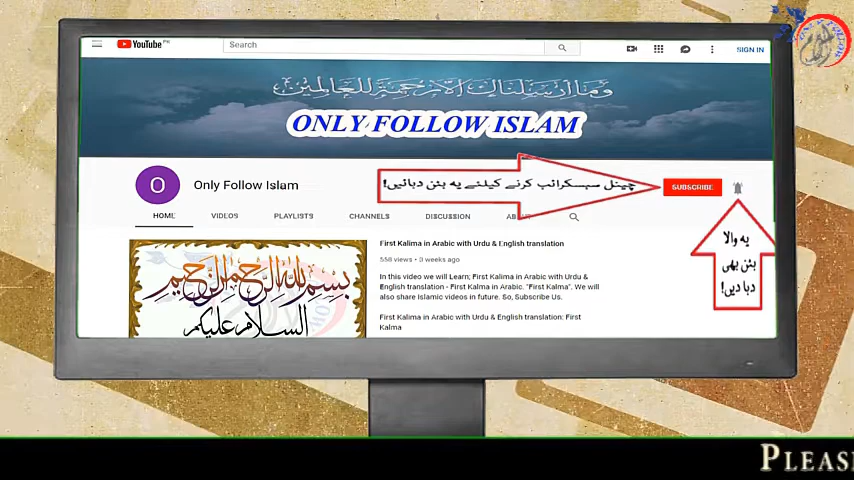 YouTube PK
Search
SIGN IN
وما ارسلناك الا رحمة للعالمين
ONLY FOLLOW ISLAM
O
Only Follow Islam
چینل سبسکرائب کرنے کیلئے یہ بٹن دبائیں!
SUBSCRIBE
HOME
VIDEOS
PLAYLISTS
CHANNELS
DISCUSSION
یہ والا
بٹن بھی
دبا دیں!
First Kalima in Arabic with Urdu & English translation
558 views • 3 weeks ago
In this video we will Learn; First Kalima in Arabic with Urdu &
English translation - First Kalima in Arabic. "First Kalma". We will
also share Islamic videos in future. So, Subscribe Us.
First Kalima in Arabic with Urdu & English translation: First
Kalma
بسم الله الرحمن الرحيم
السلام عليكم
PLEAS